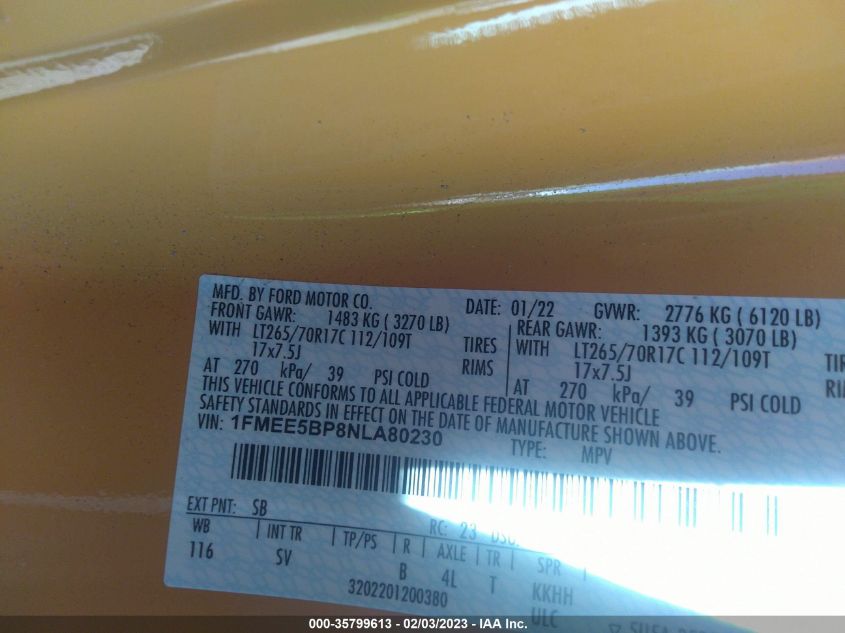 MFD. BY FORD MOTOR CO.
DATE: 01/22 GVWR: 2776 KG ( 6120 LB)
FRONT GAWR: 1483 KG ( 3270 LB) REAR GAWR: 1393 KG ( 3070 LB)
WITH LT265/70R17C 112/109T TIRES WITH LT265/70R17C 112/109T
17x7.5J RIMS 17x7.5J
AT 270 kPa/ 39 PSI COLD AT 270 kPa/ 39 PSI COLD
THIS VEHICLE CONFORMS TO ALL APPLICABLE FEDERAL MOTOR VEHICLE
SAFETY STANDARDS IN EFFECT ON THE DATE OF MANUFACTURE SHOWN ABOVE.
VIN: 1FMEE5BP8NLA80230 TYPE: MPV
EXT PNT: SB RC: 23
WB INT TR TP/PS R AXLE TR SPR
116 SV B 4L T KKHH
3202201200380 ULC
000-35799613 - 02/03/2023 - IAA Inc.